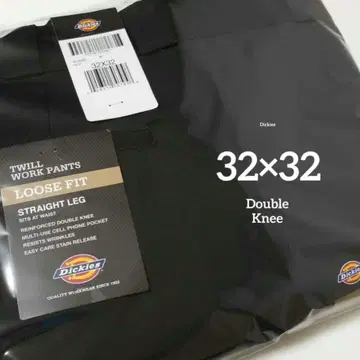 Dickies
32X32
TWILL
WORK PANTS
LOOSE FIT
STRAIGHT LEG
SITS AT WAIST
REINFORCED DOUBLE KNEE
MULTI-USE CELL PHONE POCKET
RESISTS WRINKLES
EASY CARE STAIN RELEASE
Dickies
QUALITY WORKWEAR SINCE 1922
Dickies
32×32
Double
Knee
Dickies